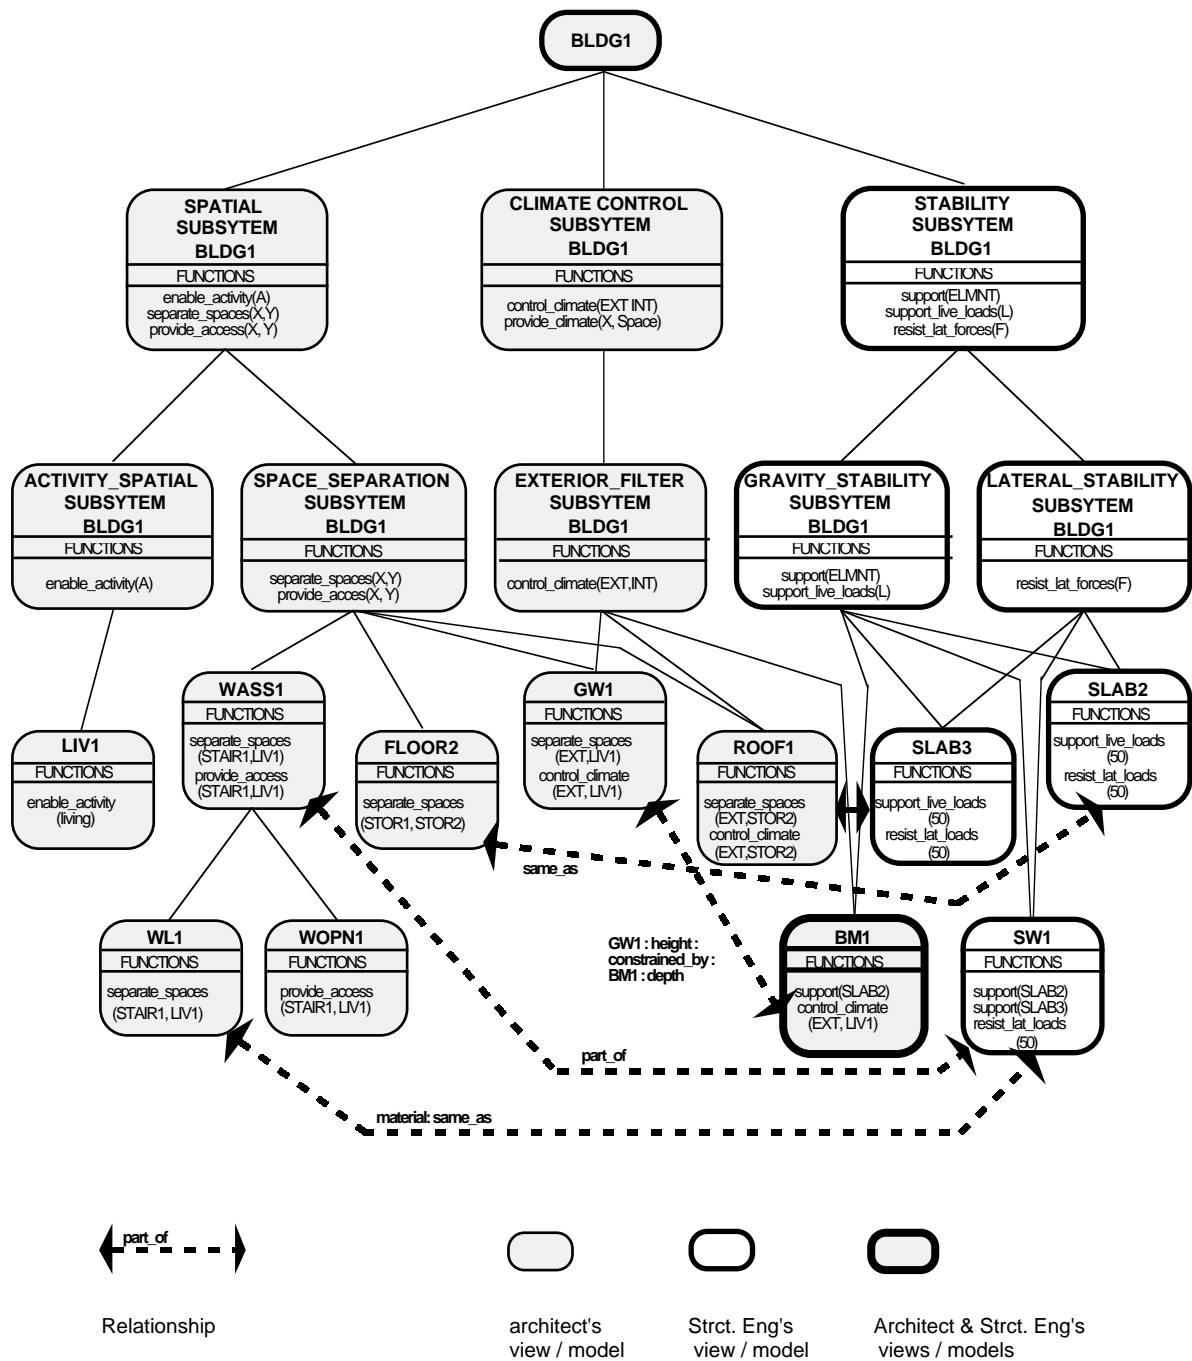 BLDG1
SPATIAL
SUBSYTEM
BLDG1
FUNCTIONS
enable_activity(A)
separate_spaces(X,Y)
provide_access(X, Y)
CLIMATE CONTROL
SUBSYTEM
BLDG1
FUNCTIONS
control_climate(EXT INT)
provide_climate(X, Space)
STABILITY
SUBSYTEM
BLDG1
FUNCTIONS
support(ELMNT)
support_live_loads(L)
resist_lat_forces(F)
ACTIVITY_SPATIAL
SUBSYTEM
BLDG1
FUNCTIONS
enable_activity(A)
SPACE_SEPARATION
SUBSYTEM
BLDG1
FUNCTIONS
separate_spaces(X,Y)
provide_acces(X, Y)
EXTERIOR_FILTER
SUBSYTEM
BLDG1
FUNCTIONS
control_climate(EXT,INT)
GRAVITY_STABILITY
SUBSYTEM
BLDG1
FUNCTIONS
support(ELMNT)
support_live_loads(L)
LATERAL_STABILITY
SUBSYTEM
BLDG1
FUNCTIONS
resist_lat_forces(F)
LIV1
FUNCTIONS
enable_activity
(living)
WASS1
FUNCTIONS
separate_spaces
(STAIR1,LIV1)
provide_access
(STAIR1,LIV1)
FLOOR2
FUNCTIONS
separate_spaces
(STOR1, STOR2)
GW1
FUNCTIONS
separate_spaces
(EXT,LIV1)
control_climate
(EXT, LIV1)
ROOF1
FUNCTIONS
separate_spaces
(EXT,STOR2)
control_climate
(EXT,STOR2)
SLAB3
FUNCTIONS
support_live_loads
(50)
resist_lat_loads
(50)
SLAB2
FUNCTIONS
support_live_loads
(50)
resist_lat_loads
(50)
same_as
WL1
FUNCTIONS
separate_spaces
(STAIR1, LIV1)
WOPN1
FUNCTIONS
provide_access
(STAIR1, LIV1)
GW1 : height :
constrained_by :
BM1 : depth
BM1
FUNCTIONS
support(SLAB2)
control_climate
(EXT, LIV1)
SW1
FUNCTIONS
support(SLAB2)
support(SLAB3)
resist_lat_loads
(50)
part_of
material: same_as
part_of
Relationship
architect's
view / model
Strct. Eng's
view / model
Architect & Strct. Eng's
views / models